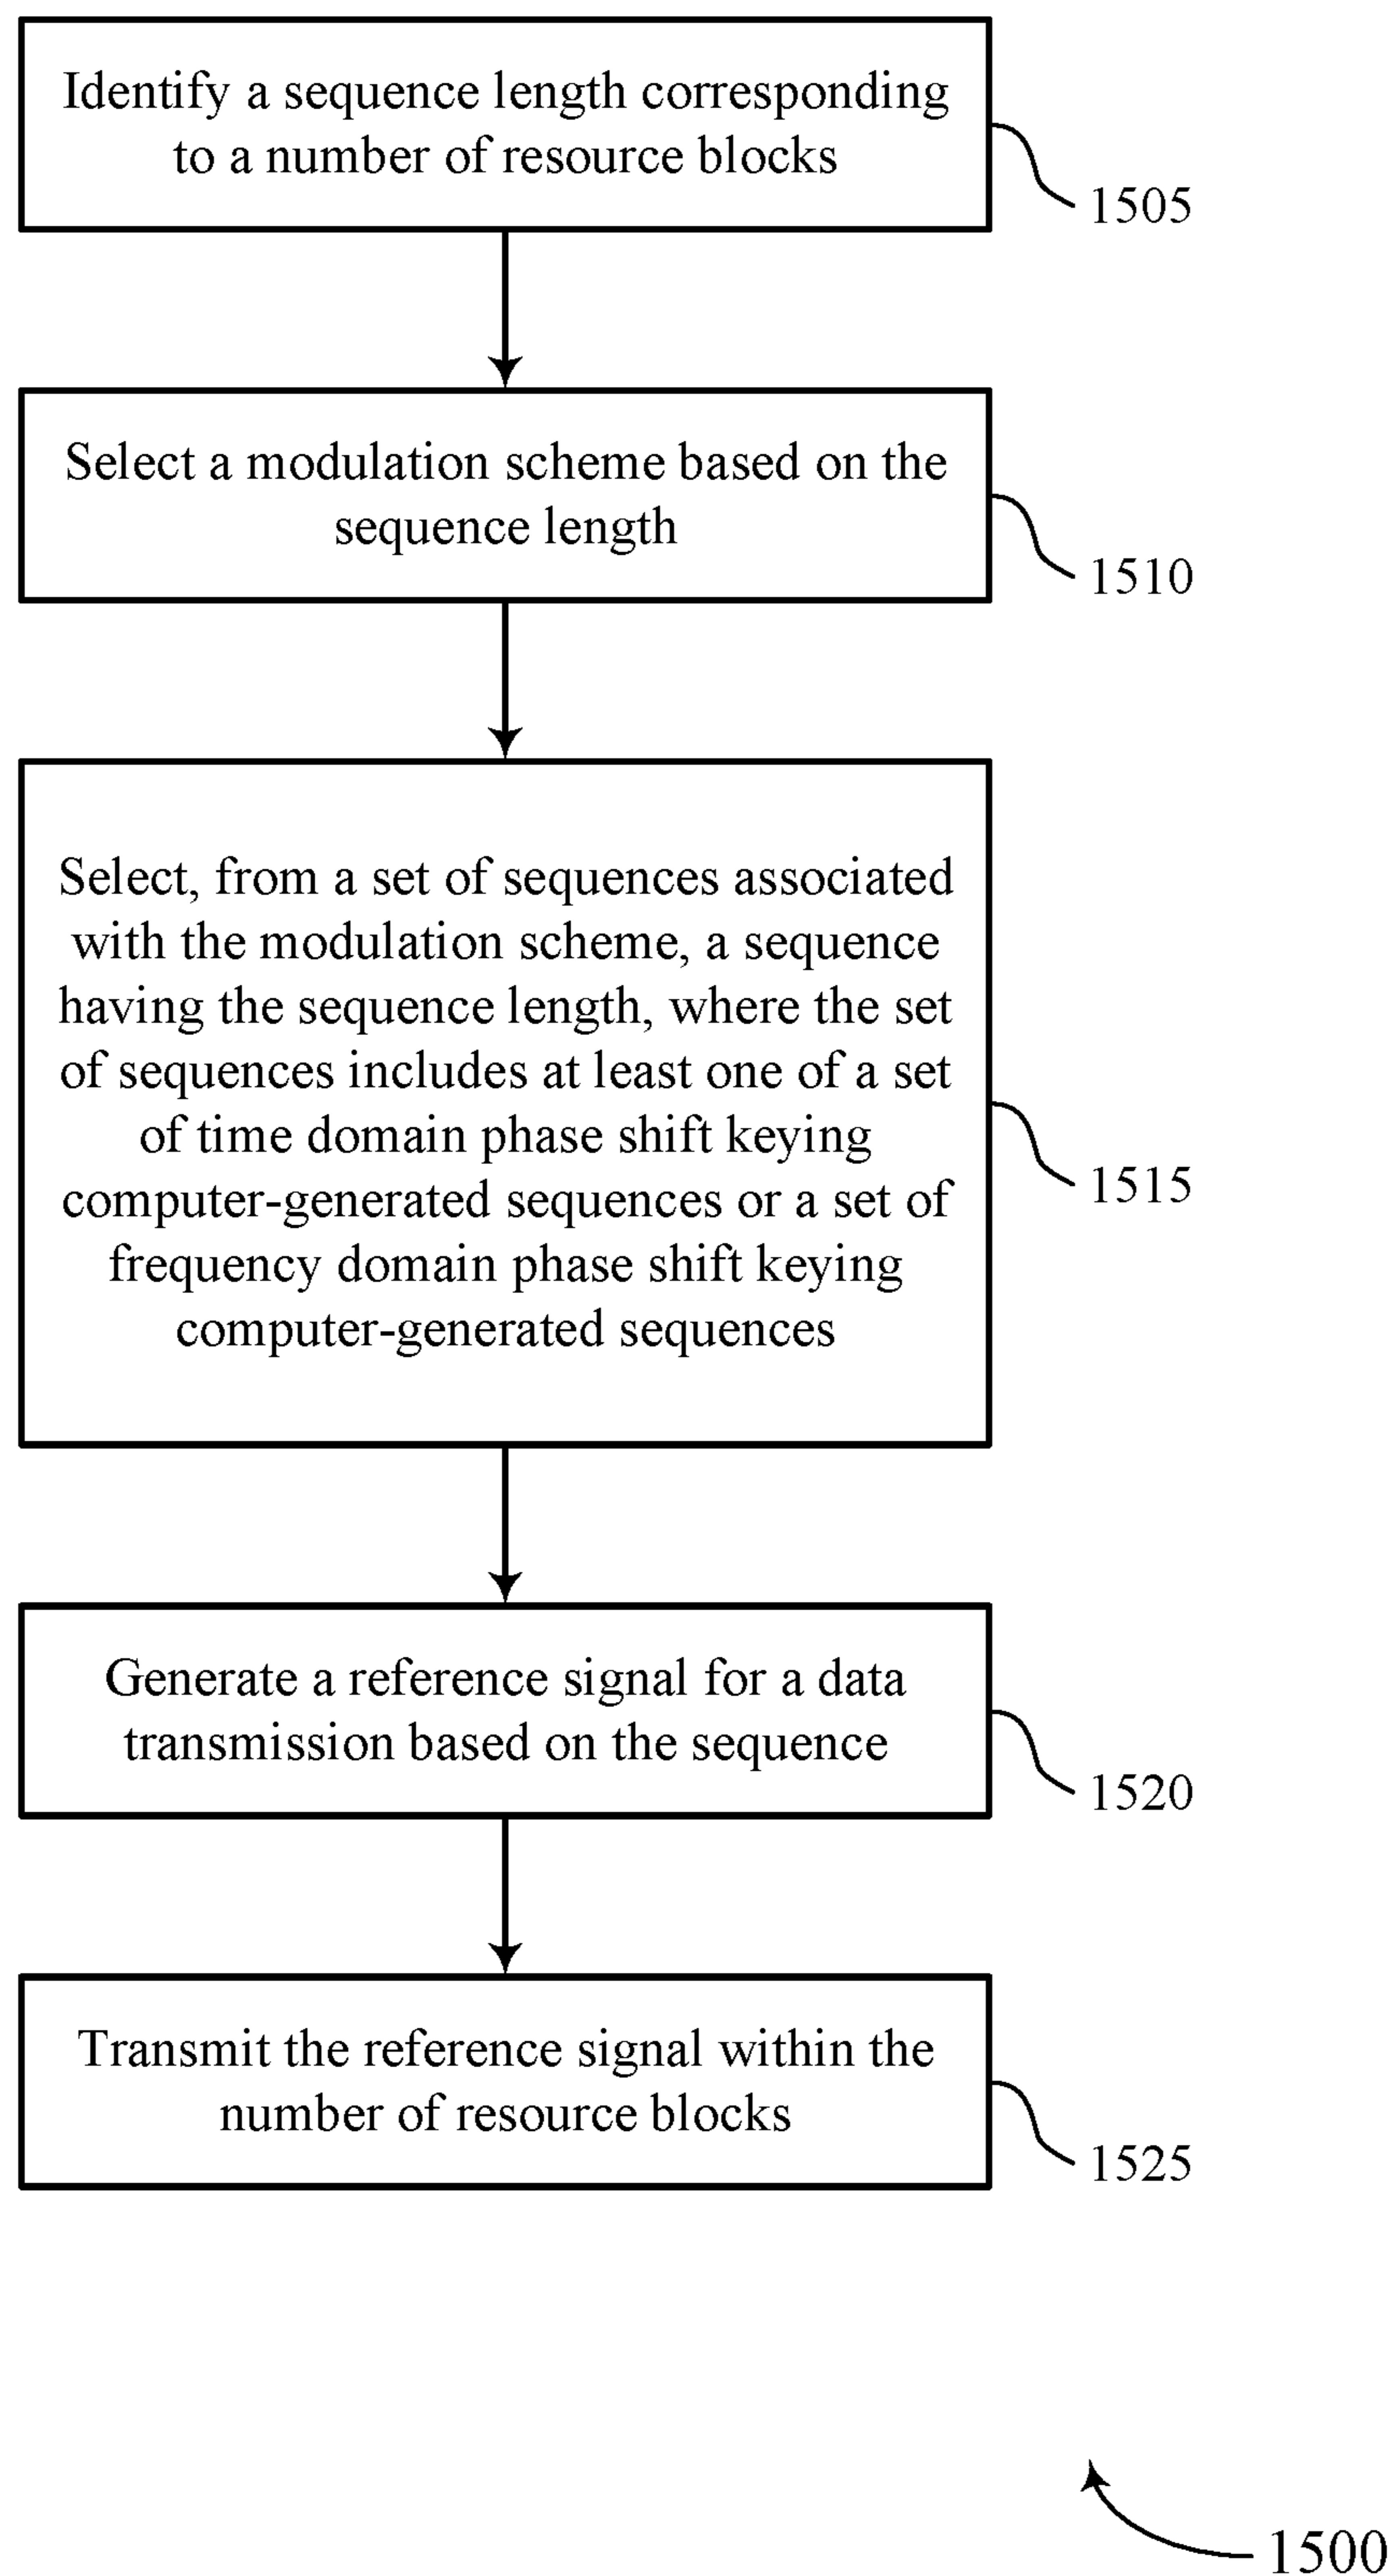 Identify a sequence length corresponding
to a number of resource blocks
1505
Select a modulation scheme based on the
sequence length
1510
Select, from a set of sequences associated
with the modulation scheme, a sequence
having the sequence length, where the set
of sequences includes at least one of a set
of time domain phase shift keying
computer-generated sequences or a set of
frequency domain phase shift keying
computer-generated sequences
1515
Generate a reference signal for a data
transmission based on the sequence
1520
Transmit the reference signal within the
number of resource blocks
1525
1500